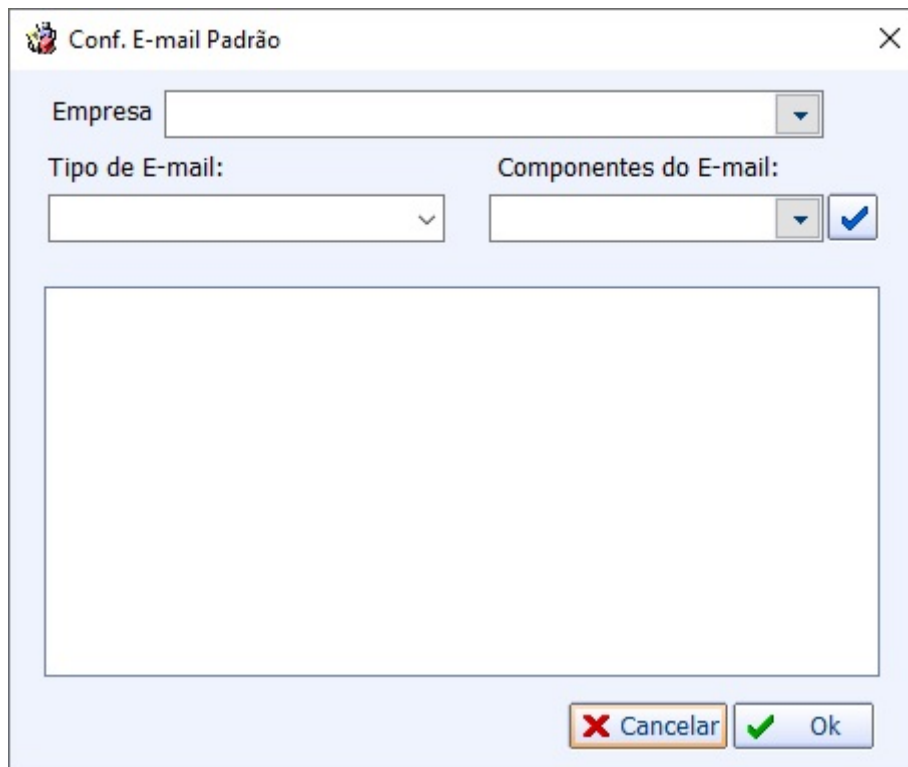 Conf. E-mail Padrão
Empresa
Tipo de E-mail: Componentes do E-mail:
Cancelar Ok